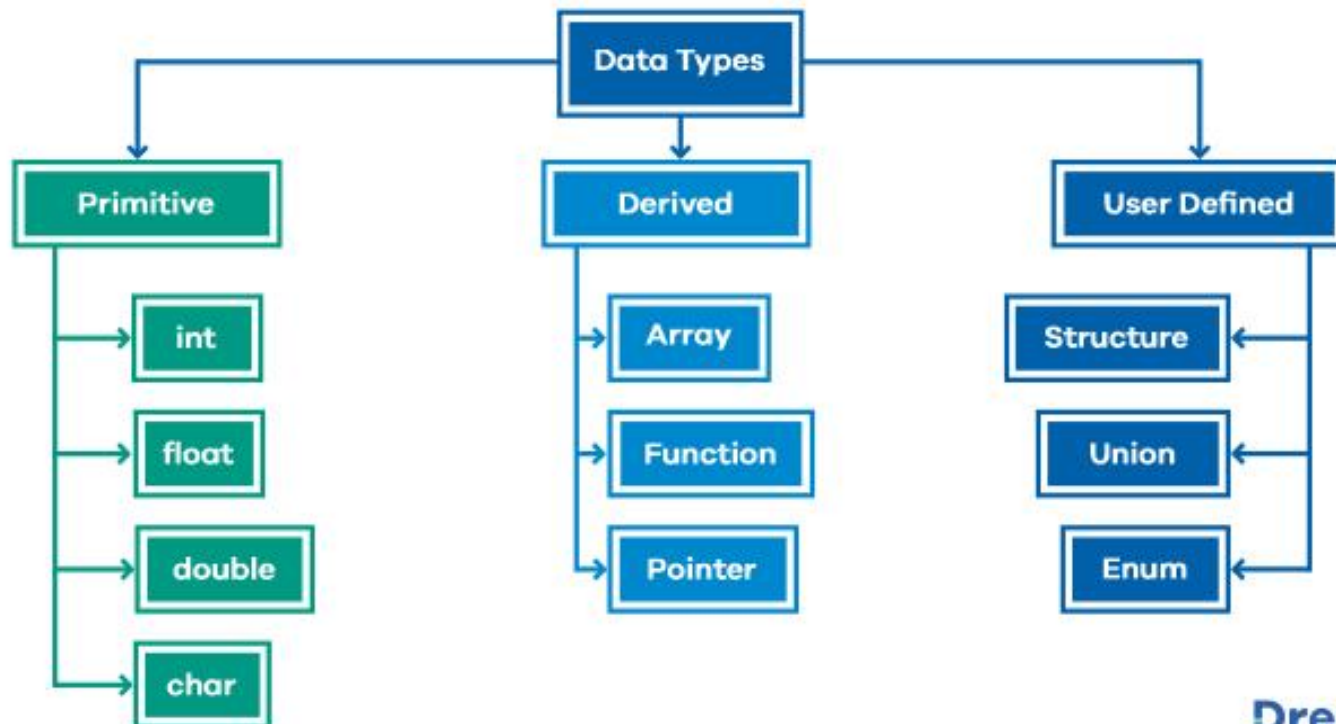 Data Types
Primitive
Derived
User Defined
int
Array
Structure
float
Function
Union
double
Pointer
Enum
char